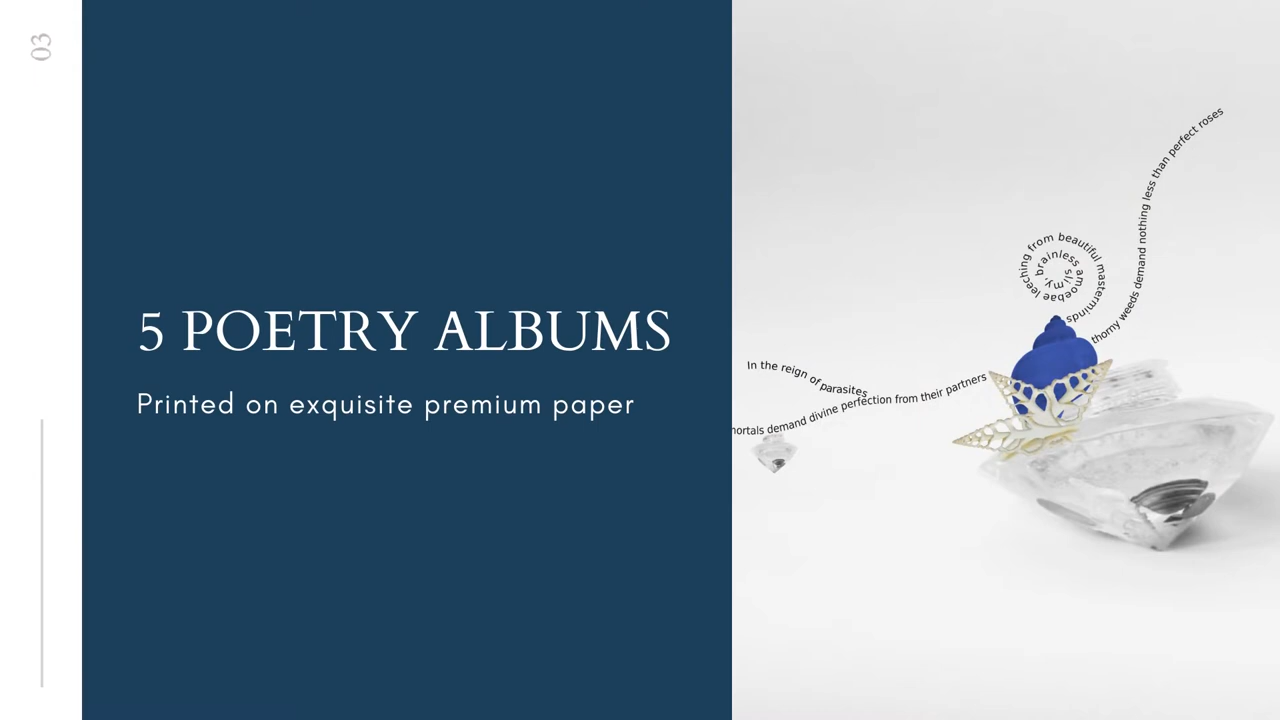 03
5 POETRY ALBUMS
Printed on exquisite premium paper
In the reign of parasites
demand divine perfection from their partners
slimy, brainless amoebae leeching from beautiful masterminds
thorny weeds demand nothing less than perfect roses